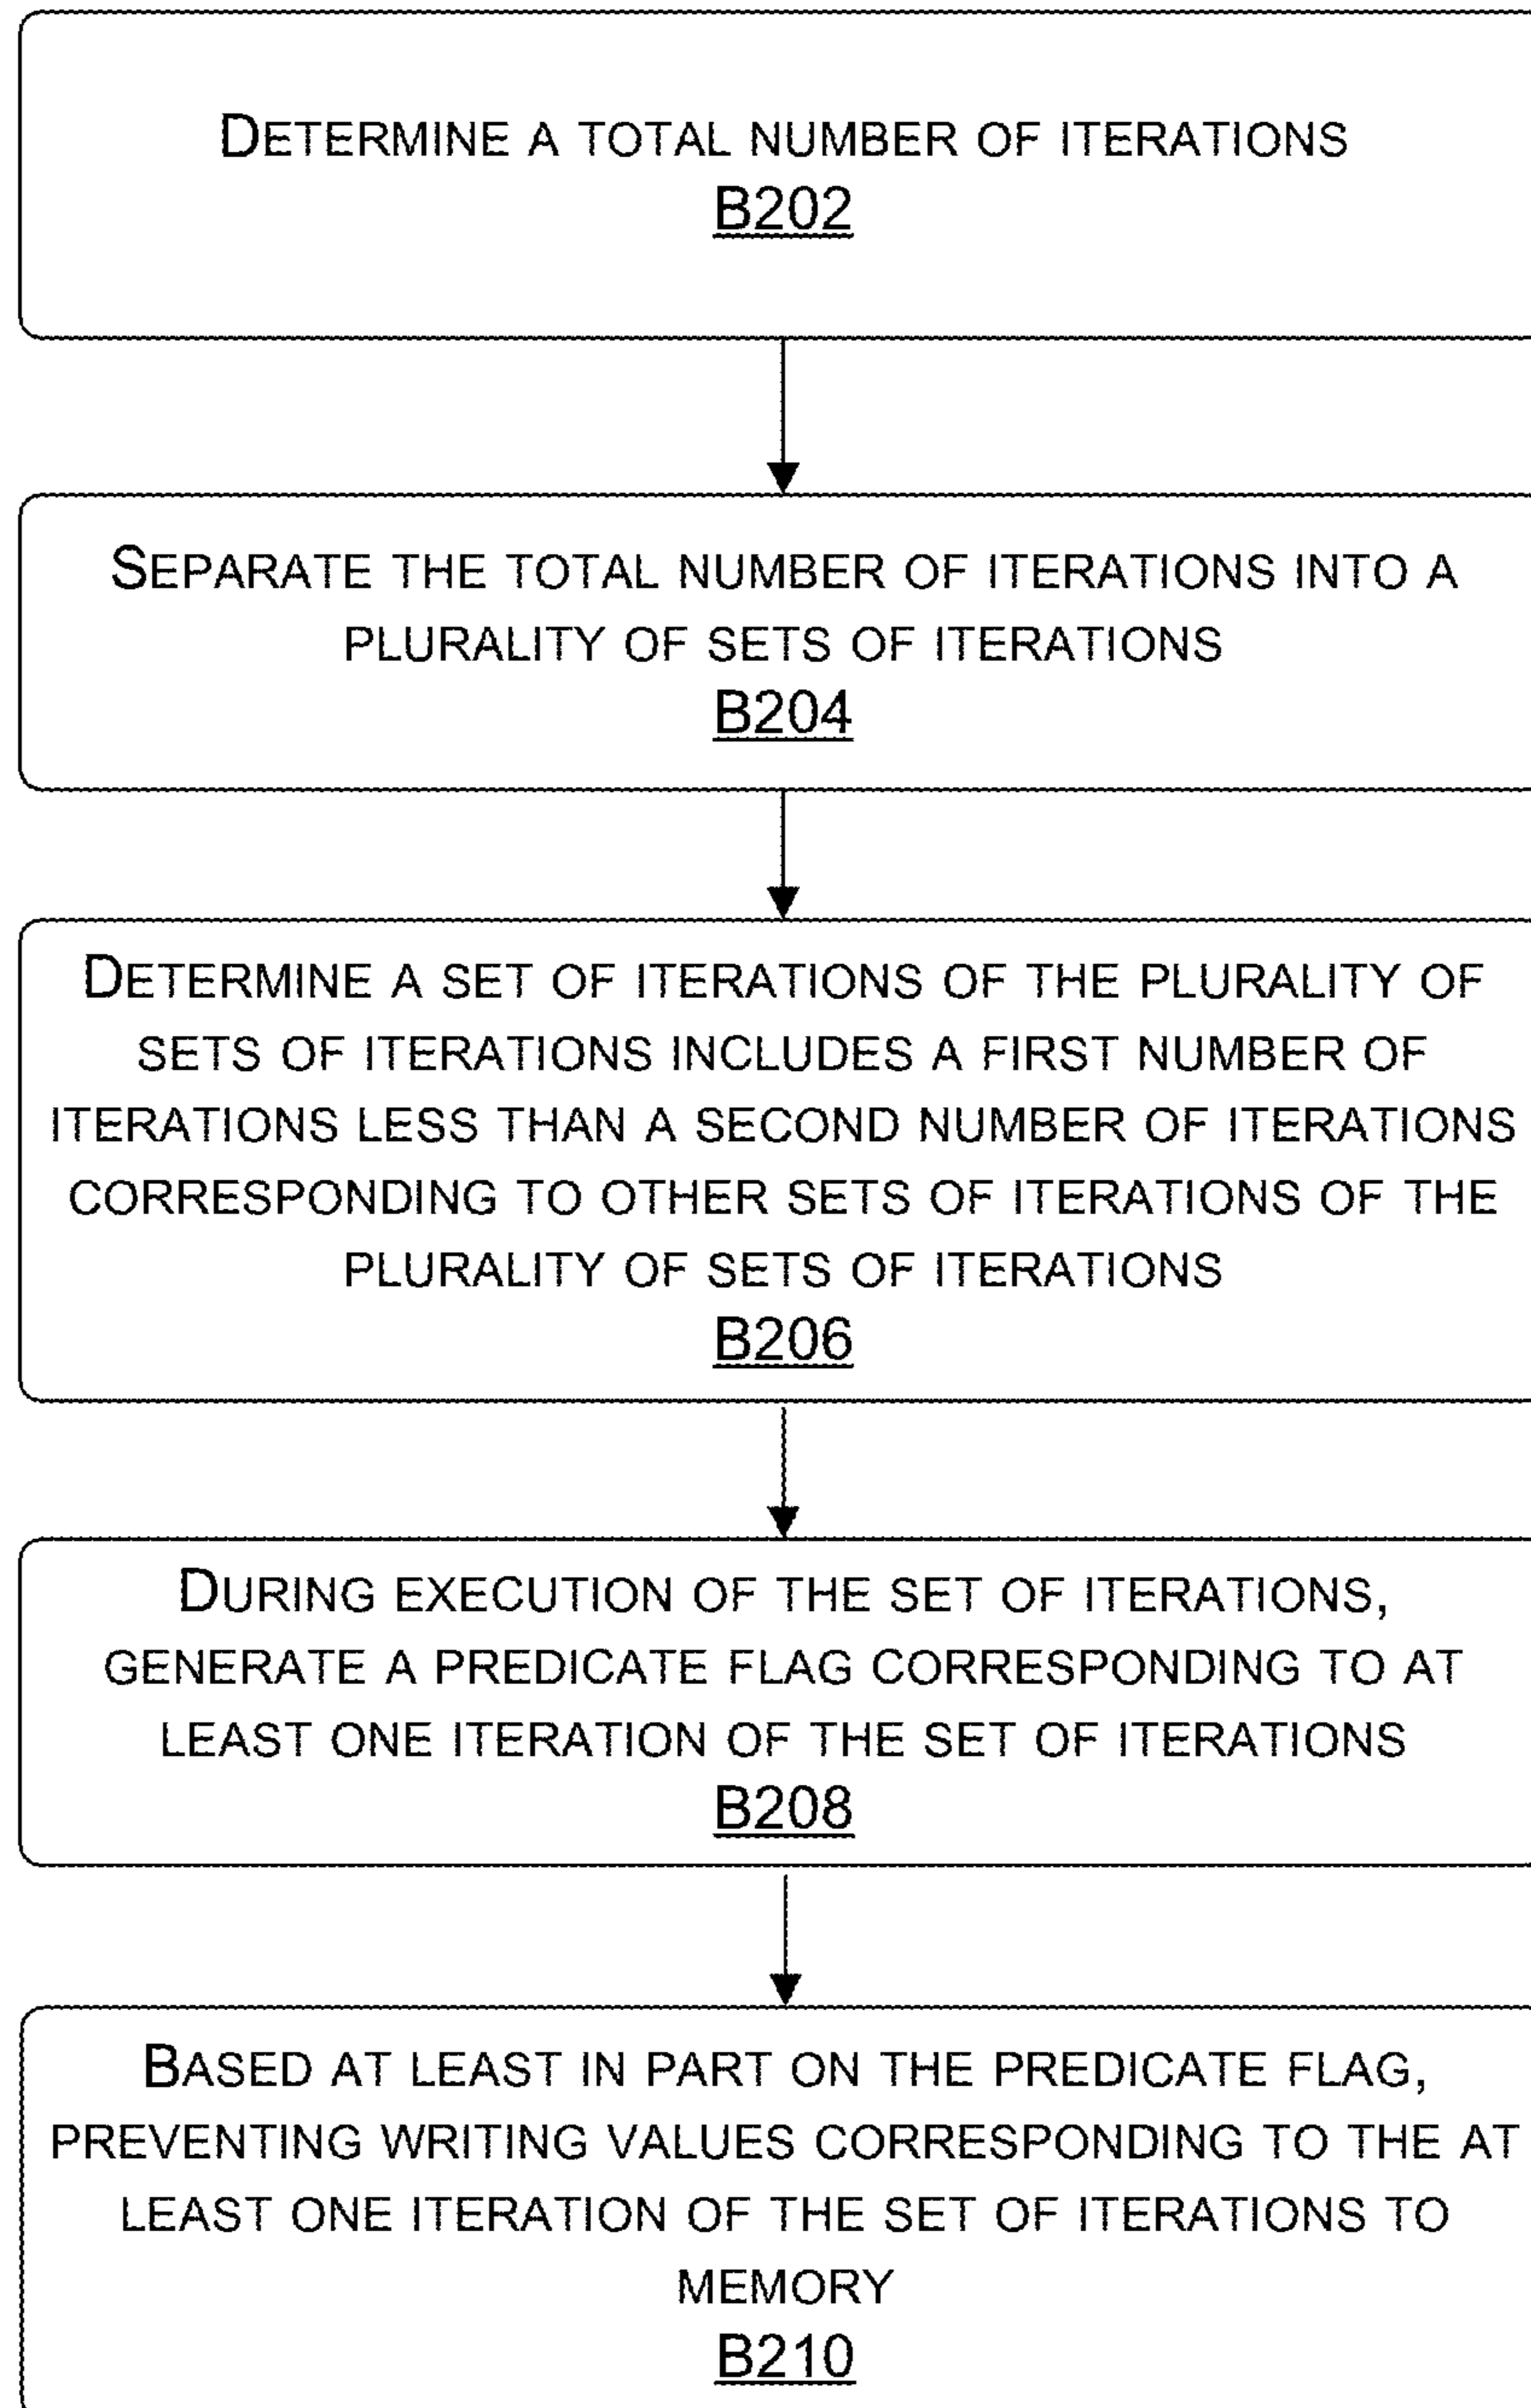 DETERMINE A TOTAL NUMBER OF ITERATIONS
B202
SEPARATE THE TOTAL NUMBER OF ITERATIONS INTO A
PLURALITY OF SETS OF ITERATIONS
B204
DETERMINE A SET OF ITERATIONS OF THE PLURALITY OF
SETS OF ITERATIONS INCLUDES A FIRST NUMBER OF
ITERATIONS LESS THAN A SECOND NUMBER OF ITERATIONS
CORRESPONDING TO OTHER SETS OF ITERATIONS OF THE
PLURALITY OF SETS OF ITERATIONS
B206
DURING EXECUTION OF THE SET OF ITERATIONS,
GENERATE A PREDICATE FLAG CORRESPONDING TO AT
LEAST ONE ITERATION OF THE SET OF ITERATIONS
B208
BASED AT LEAST IN PART ON THE PREDICATE FLAG,
PREVENTING WRITING VALUES CORRESPONDING TO THE AT
LEAST ONE ITERATION OF THE SET OF ITERATIONS TO
MEMORY
B210